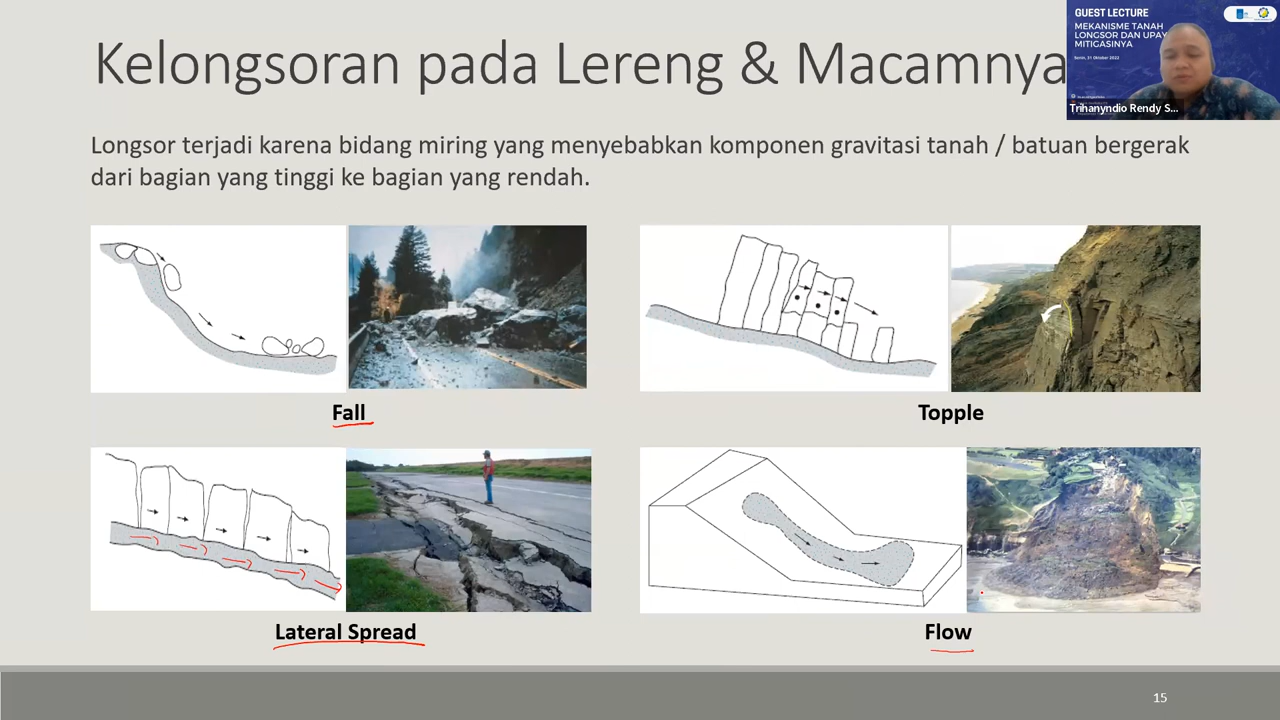 Kelongsoran pada Lereng & Macamnya
GUEST LECTURE
MEKANISME TANAH
LONGSOR DAN UPAY
MITIGASINYA
Senin, 31 Oktober 2022
Trihanyndio Rendy S...
Longsor terjadi karena bidang miring yang menyebabkan komponen gravitasi tanah / batuan bergerak
dari bagian yang tinggi ke bagian yang rendah.
Fall
Topple
Lateral Spread
Flow
15